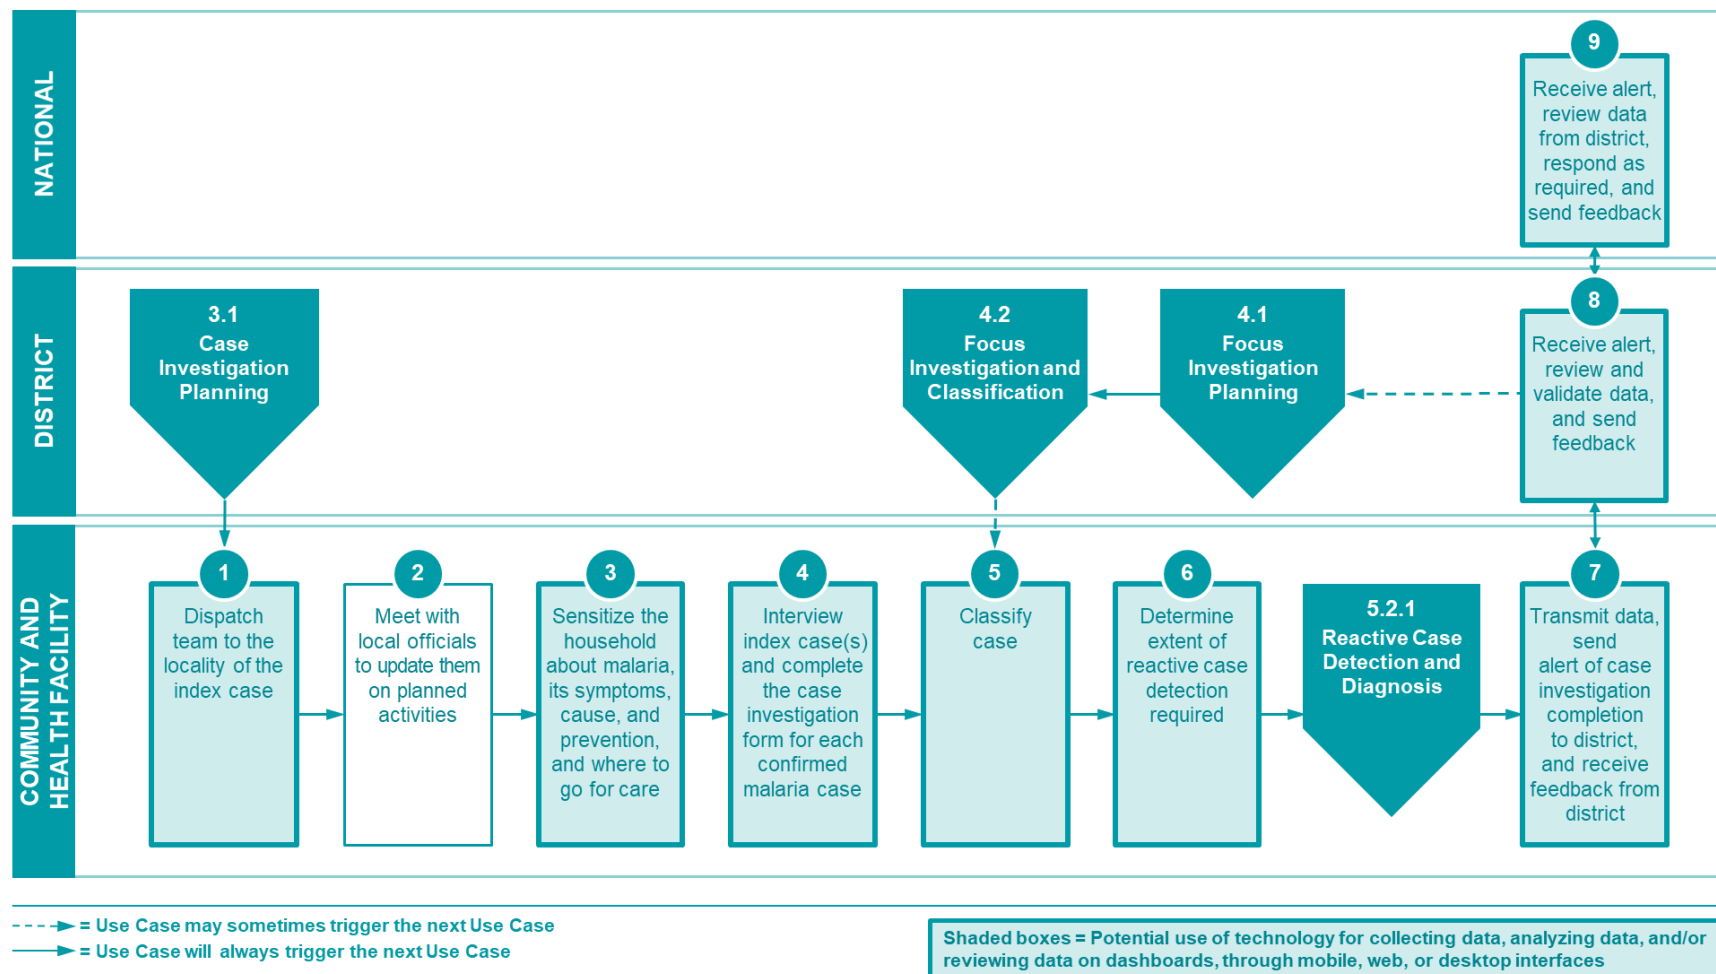 NATIONAL
9
Receive alert,
review data
from district,
respond as
required, and
send feedback
DISTRICT
3.1
Case
Investigation
Planning
4.2
Focus
Investigation and
Classification
4.1
Focus
Investigation
Planning
8
Receive alert,
review and
validate data,
and send
feedback
COMMUNITY AND
HEALTH FACILITY
1
Dispatch
team to the
locality of the
index case
2
Meet with
local officials
to update them
on planned
activities
3
Sensitize the
household
about malaria,
its symptoms,
cause, and
prevention,
and where to
go for care
4
Interview
index case(s)
and complete
the case
investigation
form for each
confirmed
malaria case
5
Classify
case
6
Determine
extent of
reactive case
detection
required
5.2.1
Reactive Case
Detection and
Diagnosis
7
Transmit data,
send
alert of case
investigation
completion
to district,
and receive
feedback from
district
= Use Case may sometimes trigger the next Use Case
= Use Case will always trigger the next Use Case
Shaded boxes = Potential use of technology for collecting data, analyzing data, and/or
reviewing data on dashboards, through mobile, web, or desktop interfaces